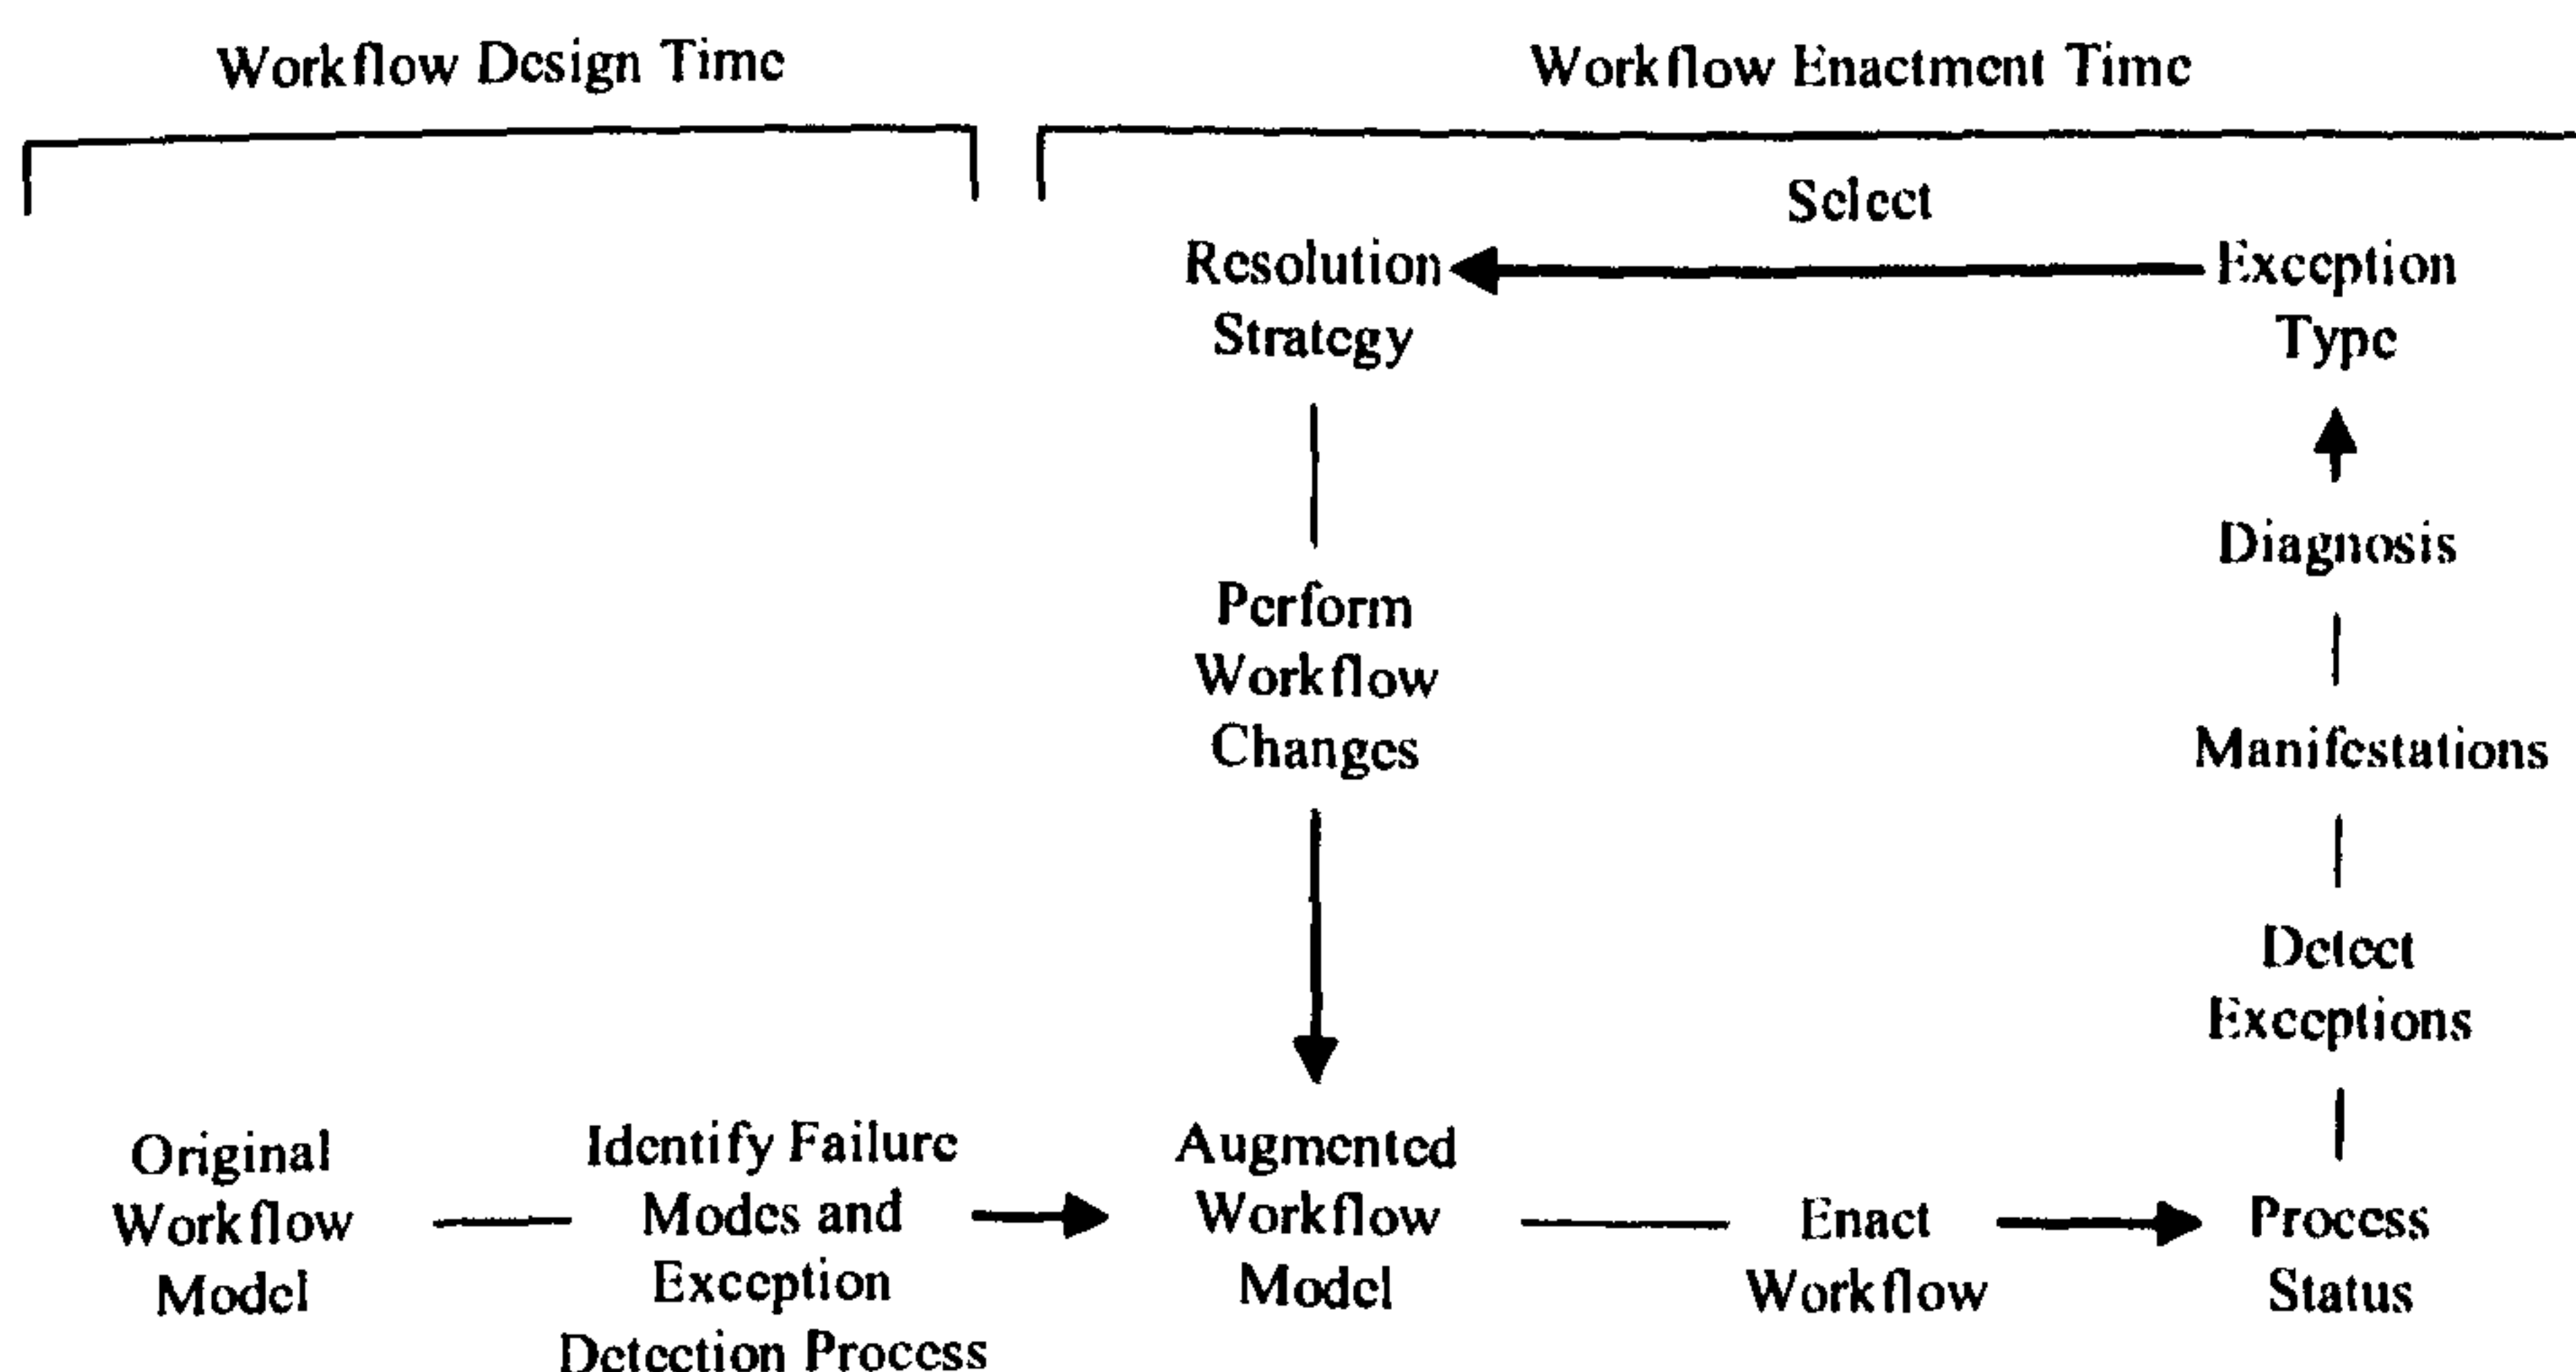 Workflow Design Time
Workflow Enactment Time
Select
Resolution
Strategy
Exception
Type
Diagnosis
Perform
Workflow
Changes
Manifestations
Detect
Exceptions
Original
Workflow
Model
Identify Failure
Modes and
Exception
Detection Process
Augmented
Workflow
Model
Enact
Workflow
Process
Status